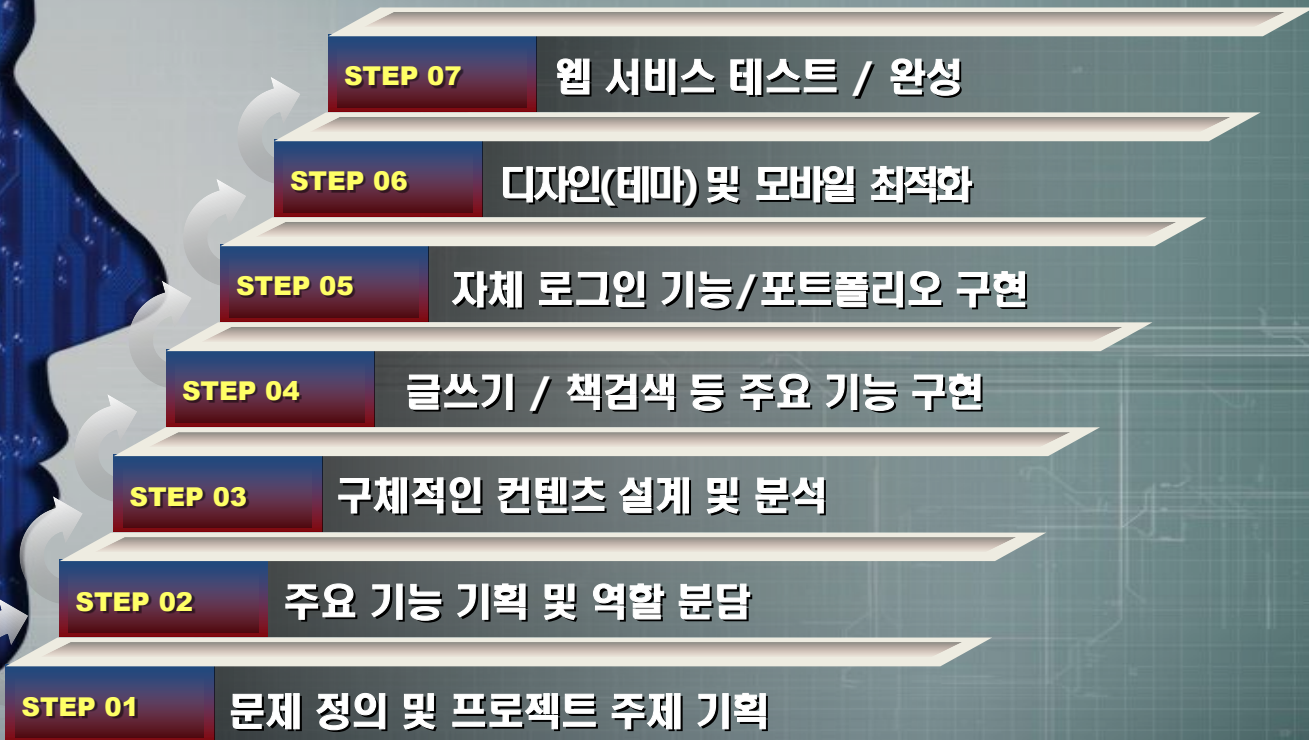 STEP 07 웹 서비스 테스트 / 완성
STEP 06 디자인(테마) 및 모바일 최적화
STEP 05 자체 로그인 기능/포트폴리오 구현
STEP 04 글쓰기 / 책검색 등 주요 기능 구현
STEP 03 구체적인 컨텐츠 설계 및 분석
STEP 02 주요 기능 기획 및 역할 분담
STEP 01 문제 정의 및 프로젝트 주제 기획